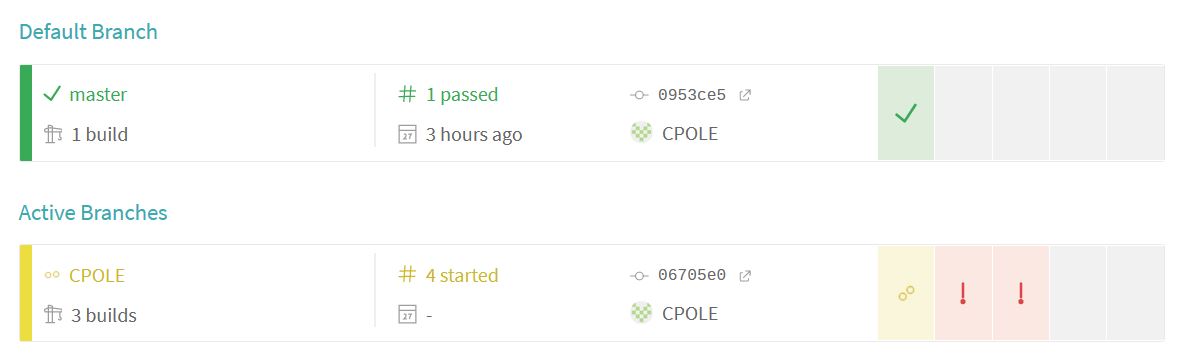 Default Branch
master
# 1 passed
0953ce5
1 build
27 3 hours ago
CPOLE
Active Branches
CPOLE
# 4 started
06705e0
3 builds
27 -
CPOLE